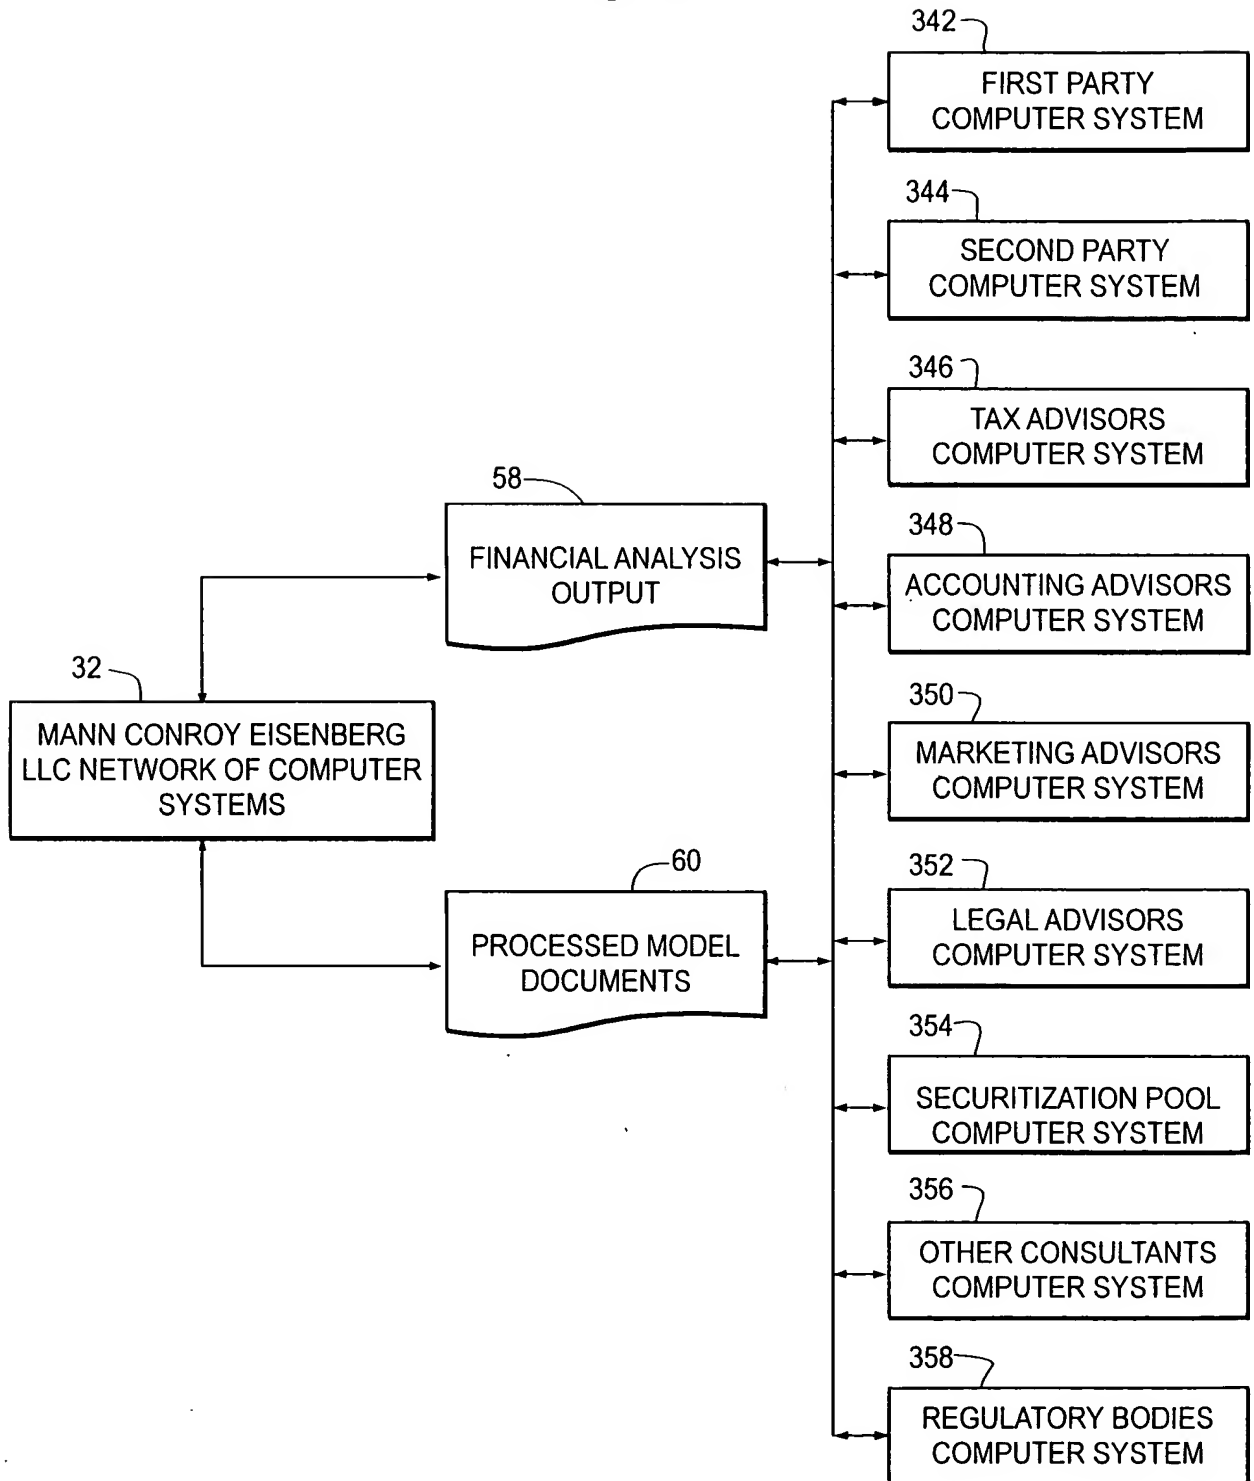 342
FIRST PARTY
COMPUTER SYSTEM
344
SECOND PARTY
COMPUTER SYSTEM
346
TAX ADVISORS
COMPUTER SYSTEM
58
FINANCIAL ANALYSIS
OUTPUT
348
ACCOUNTING ADVISORS
COMPUTER SYSTEM
32
MANN CONROY EISENBERG
LLC NETWORK OF COMPUTER
SYSTEMS
350
MARKETING ADVISORS
COMPUTER SYSTEM
60
PROCESSED MODEL
DOCUMENTS
352
LEGAL ADVISORS
COMPUTER SYSTEM
354
SECURITIZATION POOL
COMPUTER SYSTEM
356
OTHER CONSULTANTS
COMPUTER SYSTEM
358
REGULATORY BODIES
COMPUTER SYSTEM